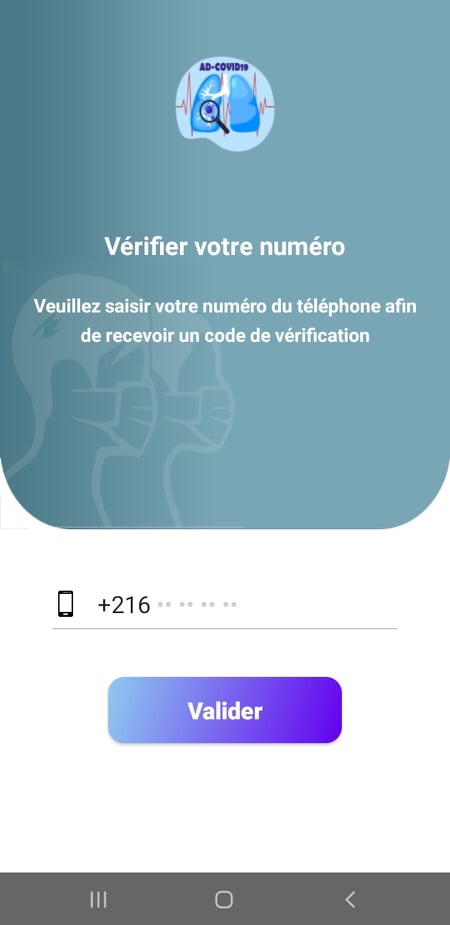 AD-COVID19
Vérifier votre numéro
Veuillez saisir votre numéro du téléphone afin
de recevoir un code de vérification
+216 •• •• •• ••
Valider